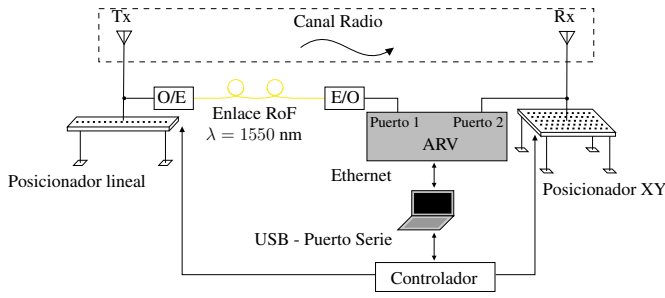 Tx
Canal Radio
Rx
O/E
E/O
Enlace RoF
λ = 1550 nm
Puerto 1
Puerto 2
ARV
Posicionador lineal
Ethernet
Posicionador XY
USB - Puerto Serie
Controlador